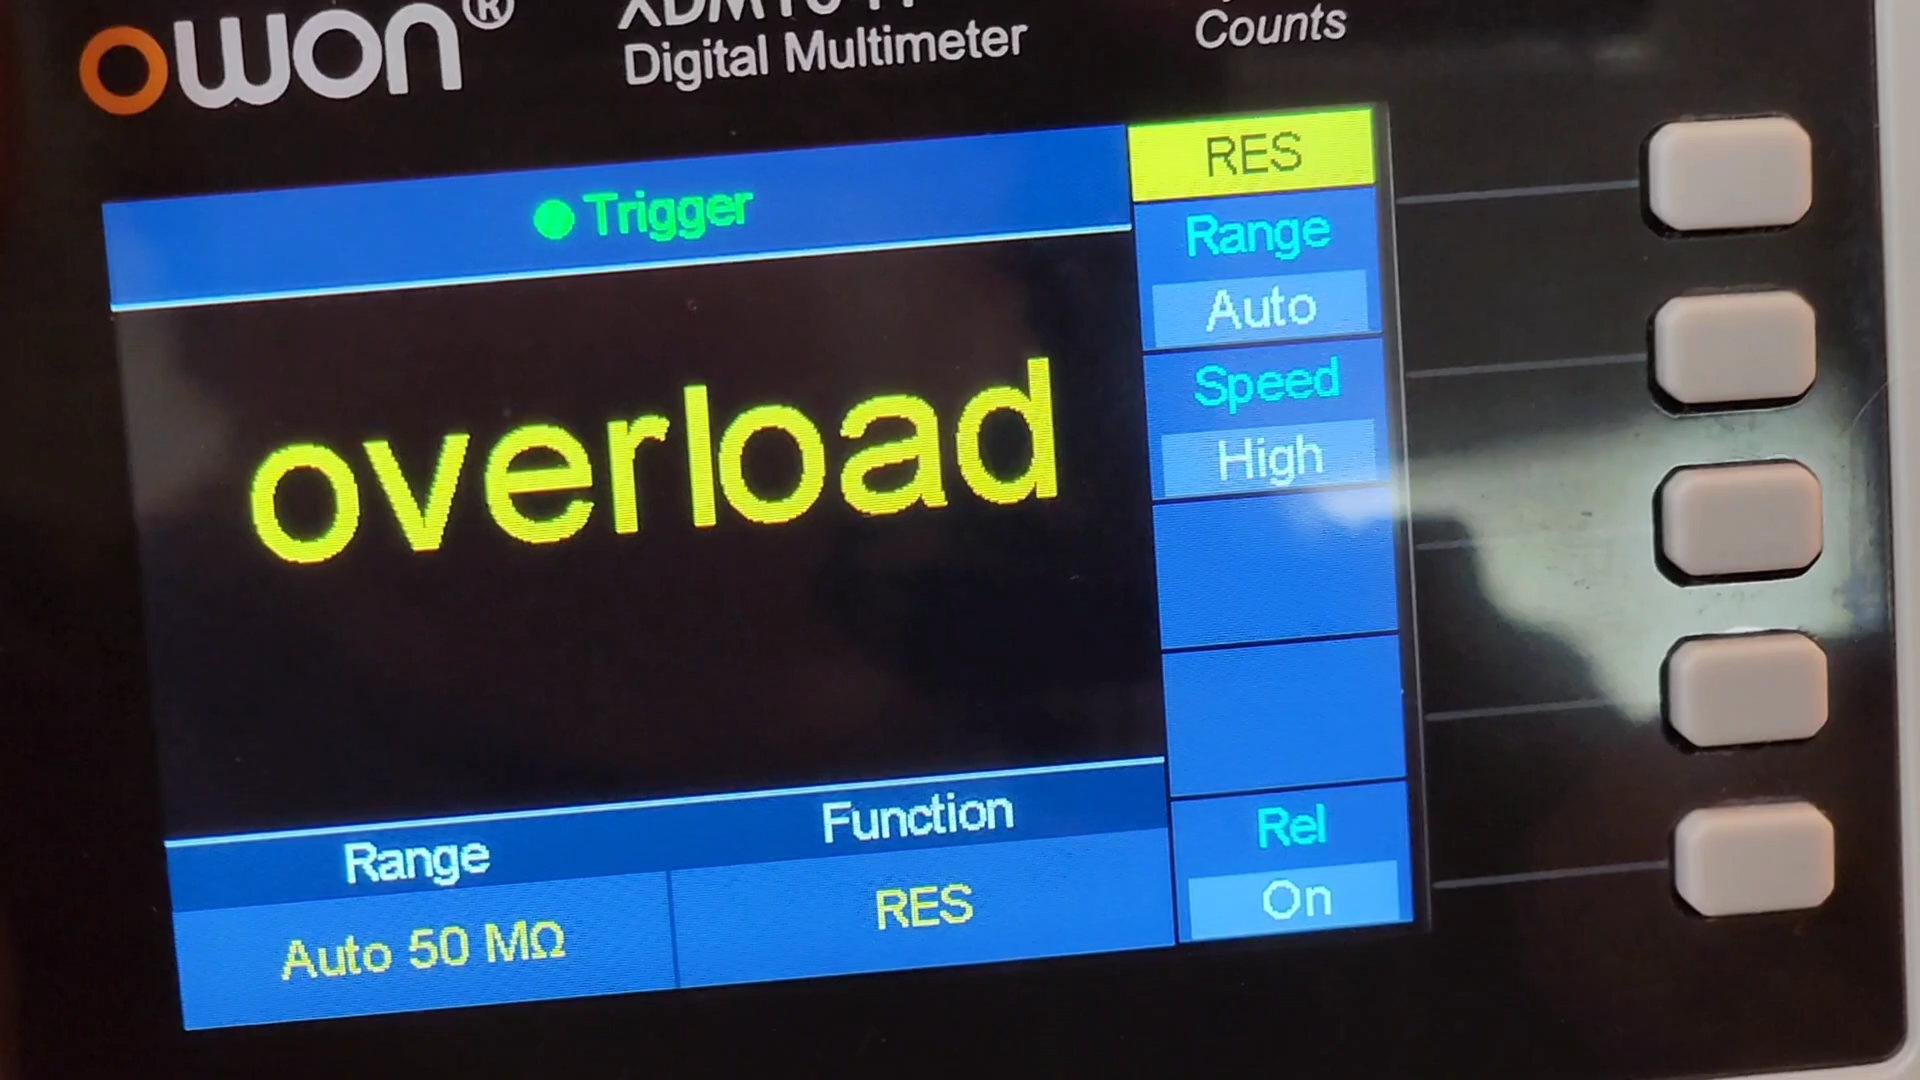 owon®
Digital Multimeter
Counts
Trigger
overload
Range
Function
Auto 50 MΩ
RES
RES
Range
Auto
Speed
High
Rel
On